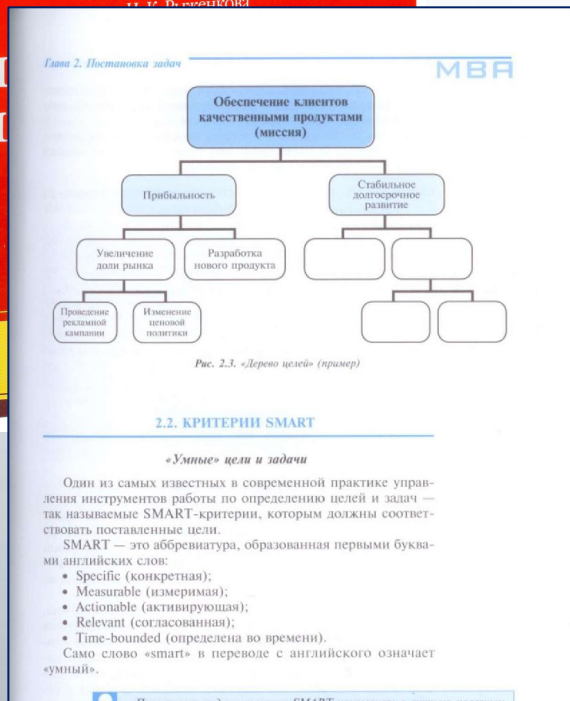 Н. К. Рыженкова
Глава 2. Постановка задач
MBA
Обеспечение клиентов
качественными продуктами
(миссия)
Прибыльность
Стабильное
долгосрочное
развитие
Увеличение
доли рынка
Разработка
нового продукта
Проведение
рекламной
кампании
Изменение
ценовой
политики
Рис. 2.3. «Дерево целей» (пример)
2.2. КРИТЕРИИ SMART
«Умные» цели и задачи
Один из самых известных в современной практике управ-
ления инструментов работы по определению целей и задач —
так называемые SMART-критерии, которым должны соответ-
ствовать поставленные цели.
SMART — это аббревиатура, образованная первыми буква-
ми английских слов:
• Specific (конкретная);
• Measurable (измеримая);
• Actionable (активирующая);
• Relevant (согласованная);
• Time-bounded (определена во времени).
Само слово «smart» в переводе с английского означает
«умный».